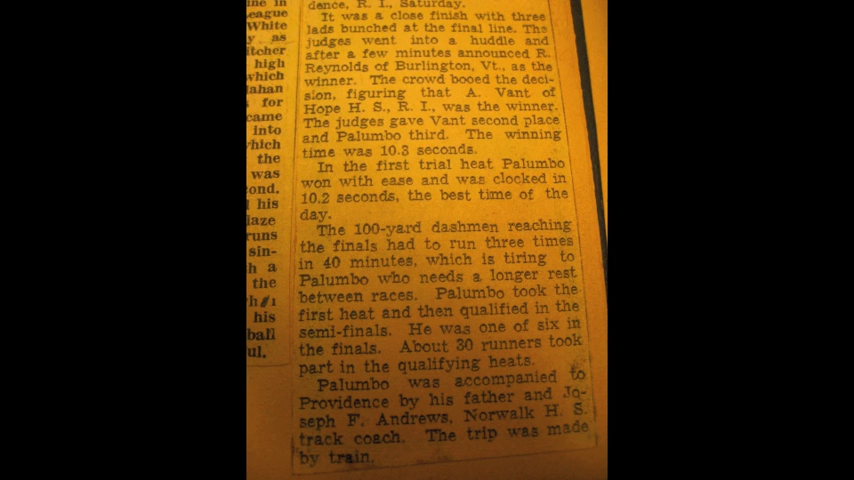 ine in
eague
White
y as
itcher
high
which
lahan
s for
came
into
which
the
was
ond.
his
laze
runs
sin-
h a
the
his
ball
ul.
dence, R. I., Saturday.
It was a close finish with three
lads bunched at the final line. The
judges went into a huddle and
after a few minutes announced R.
Reynolds of Burlington, Vt., as the
winner. The crowd booed the deci-
sion, figuring that A. Vant of
Hope H. S., R. I., was the winner.
The judges gave Vant second place
and Palumbo third. The winning
time was 10.3 seconds.
In the first trial heat Palumbo
won with ease and was clocked in
10.2 seconds, the best time of the
day.
The 100-yard dashmen reaching
the finals had to run three times
in 40 minutes, which is tiring to
Palumbo who needs a longer rest
between races. Palumbo took the
first heat and then qualified in the
semi-finals. He was one of six in
the finals. About 30 runners took
part in the qualifying heats.
Palumbo was accompanied to
Providence by his father and Jo-
seph F. Andrews, Norwalk H. S.
track coach. The trip was made
by train.